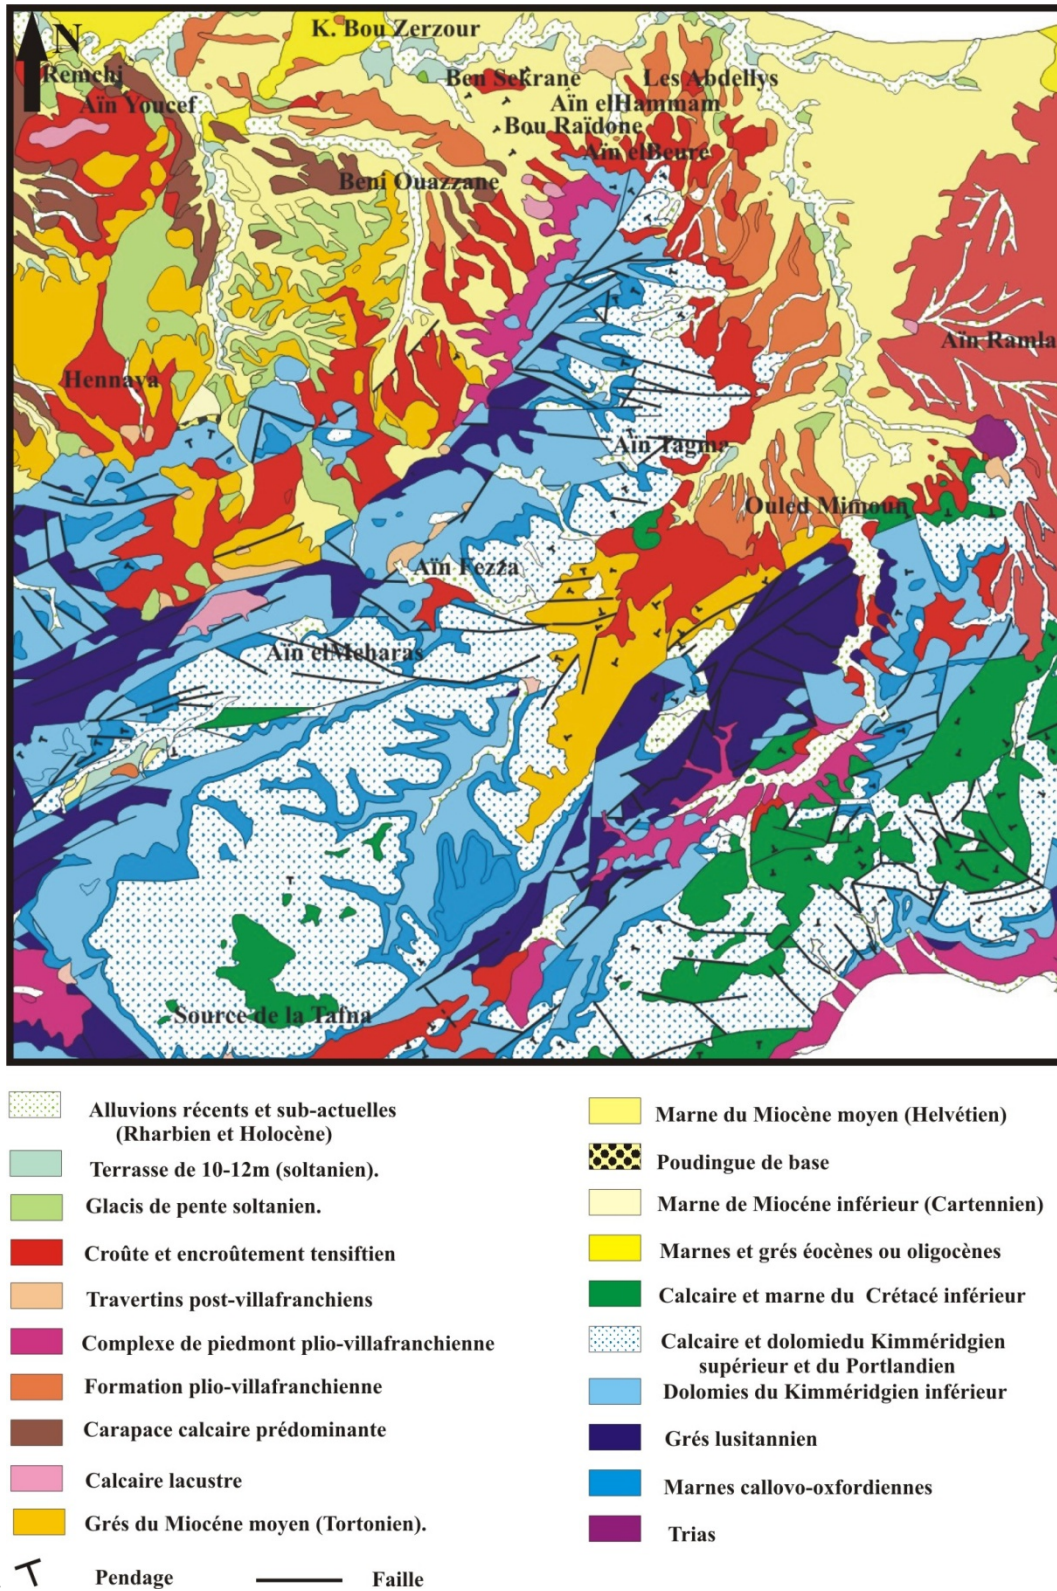 N
K. Bou Zerzour
Remchi
Ben Sekrane
Les Abdellys
Aïn Youcef
Aïn elHammam
Bou Raïdone
Aïn elBeure
Beni Ouazzane
Aïn Ramla
Hennaya
Aïn Tagma
Ouled Mimoun
Aïn Fezza
Aïn elMeharas
Source de la Tafna
Alluvions récents et sub-actuelles
(Rharbien et Holocène)
Terrasse de 10-12m (soltanien).
Glacis de pente soltanien.
Croûte et encroûtement tensiftien
Travertins post-villafranchiens
Complexe de piedmont plio-villafranchienne
Formation plio-villafranchienne
Carapace calcaire prédominante
Calcaire lacustre
Grés du Miocéne moyen (Tortonien).
Pendage
Faille
Marne du Miocène moyen (Helvétien)
Poudingue de base
Marne de Miocéne inférieur (Cartennien)
Marnes et grés éocènes ou oligocènes
Calcaire et marne du Crétacé inférieur
Calcaire et dolomiedu Kimméridgien
supérieur et du Portlandien
Dolomies du Kimméridgien inférieur
Grés lusitannien
Marnes callovo-oxfordiennes
Trias